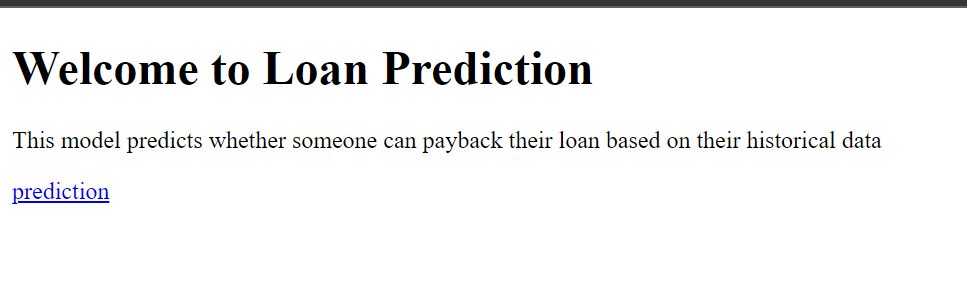 Welcome to Loan Prediction
This model predicts whether someone can payback their loan based on their historical data
prediction